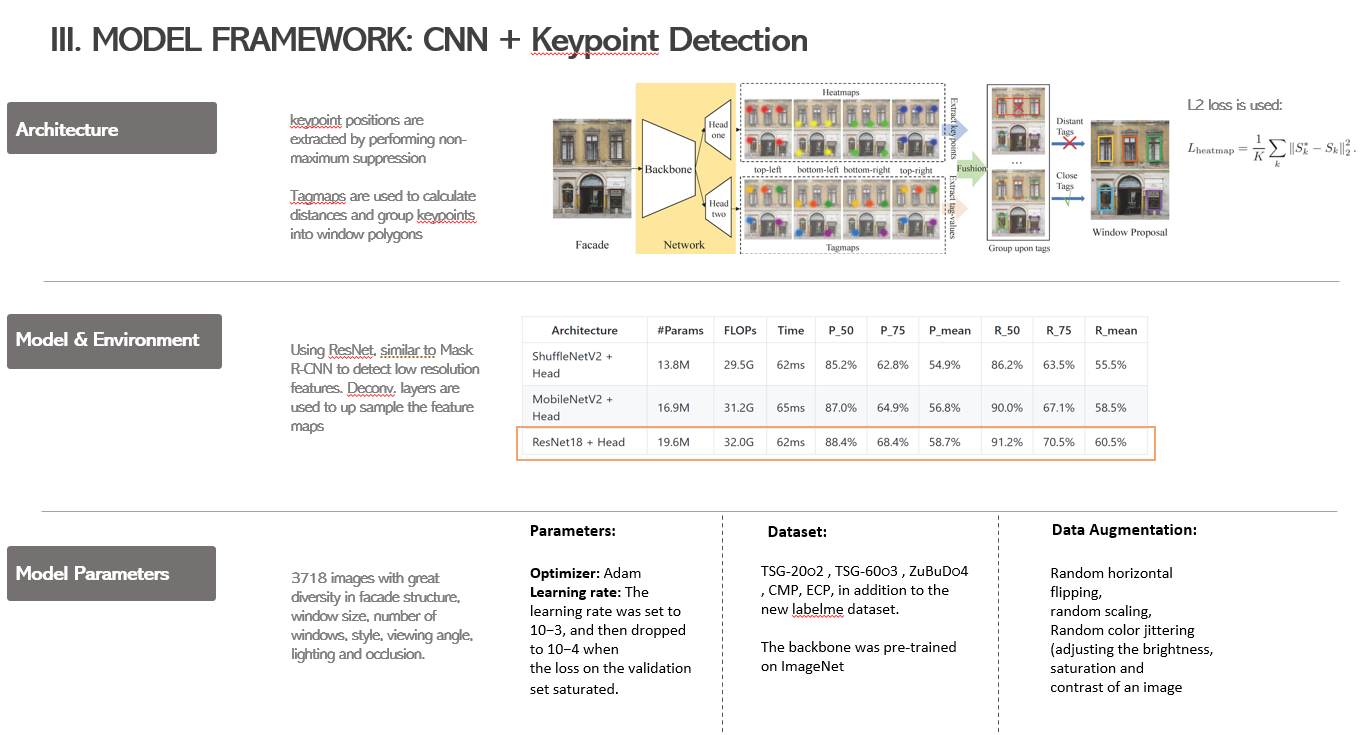 III. MODEL FRAMEWORK: CNN + Keypoint Detection
Architecture
keypoint positions are
extracted by performing non-
maximum suppression
Tagmaps are used to calculate
distances and group keypoints
into window polygons
Facade
Backbone
Head
one
Head
two
Network
Heatmaps
top-left
bottom-left
bottom-right
top-right
Tagmaps
Extract keypoints
Extract tag-values
Fushion
...
Group upon tags
Distant
Tags
Close
Tags
Window Proposal
L2 loss is used:
L_heatmap = 1/K ∑_k ‖S*_k − S_k‖²₂.
Model & Environment
Using ResNet, similar to Mask
R-CNN to detect low resolution
features. Deconv. layers are
used to up sample the feature
maps
Architecture #Params FLOPs Time P_50 P_75 P_mean R_50 R_75 R_mean
ShuffleNetV2 +
Head 13.8M 29.5G 62ms 85.2% 62.8% 54.9% 86.2% 63.5% 55.5%
MobileNetV2 +
Head 16.9M 31.2G 65ms 87.0% 64.9% 56.8% 90.0% 67.1% 58.5%
ResNet18 + Head 19.6M 32.0G 62ms 88.4% 68.4% 58.7% 91.2% 70.5% 60.5%
Model Parameters
3718 images with great
diversity in facade structure,
window size, number of
windows, style, viewing angle,
lighting and occlusion.
Parameters:
Optimizer: Adam
Learning rate: The
learning rate was set to
10−3, and then dropped
to 10−4 when
the loss on the validation
set saturated.
Dataset:
TSG-20o2 , TSG-60o3 , ZuBuDo4
, CMP, ECP, in addition to the
new labelme dataset.
The backbone was pre-trained
on ImageNet
Data Augmentation:
Random horizontal
flipping,
random scaling,
Random color jittering
(adjusting the brightness,
saturation and
contrast of an image